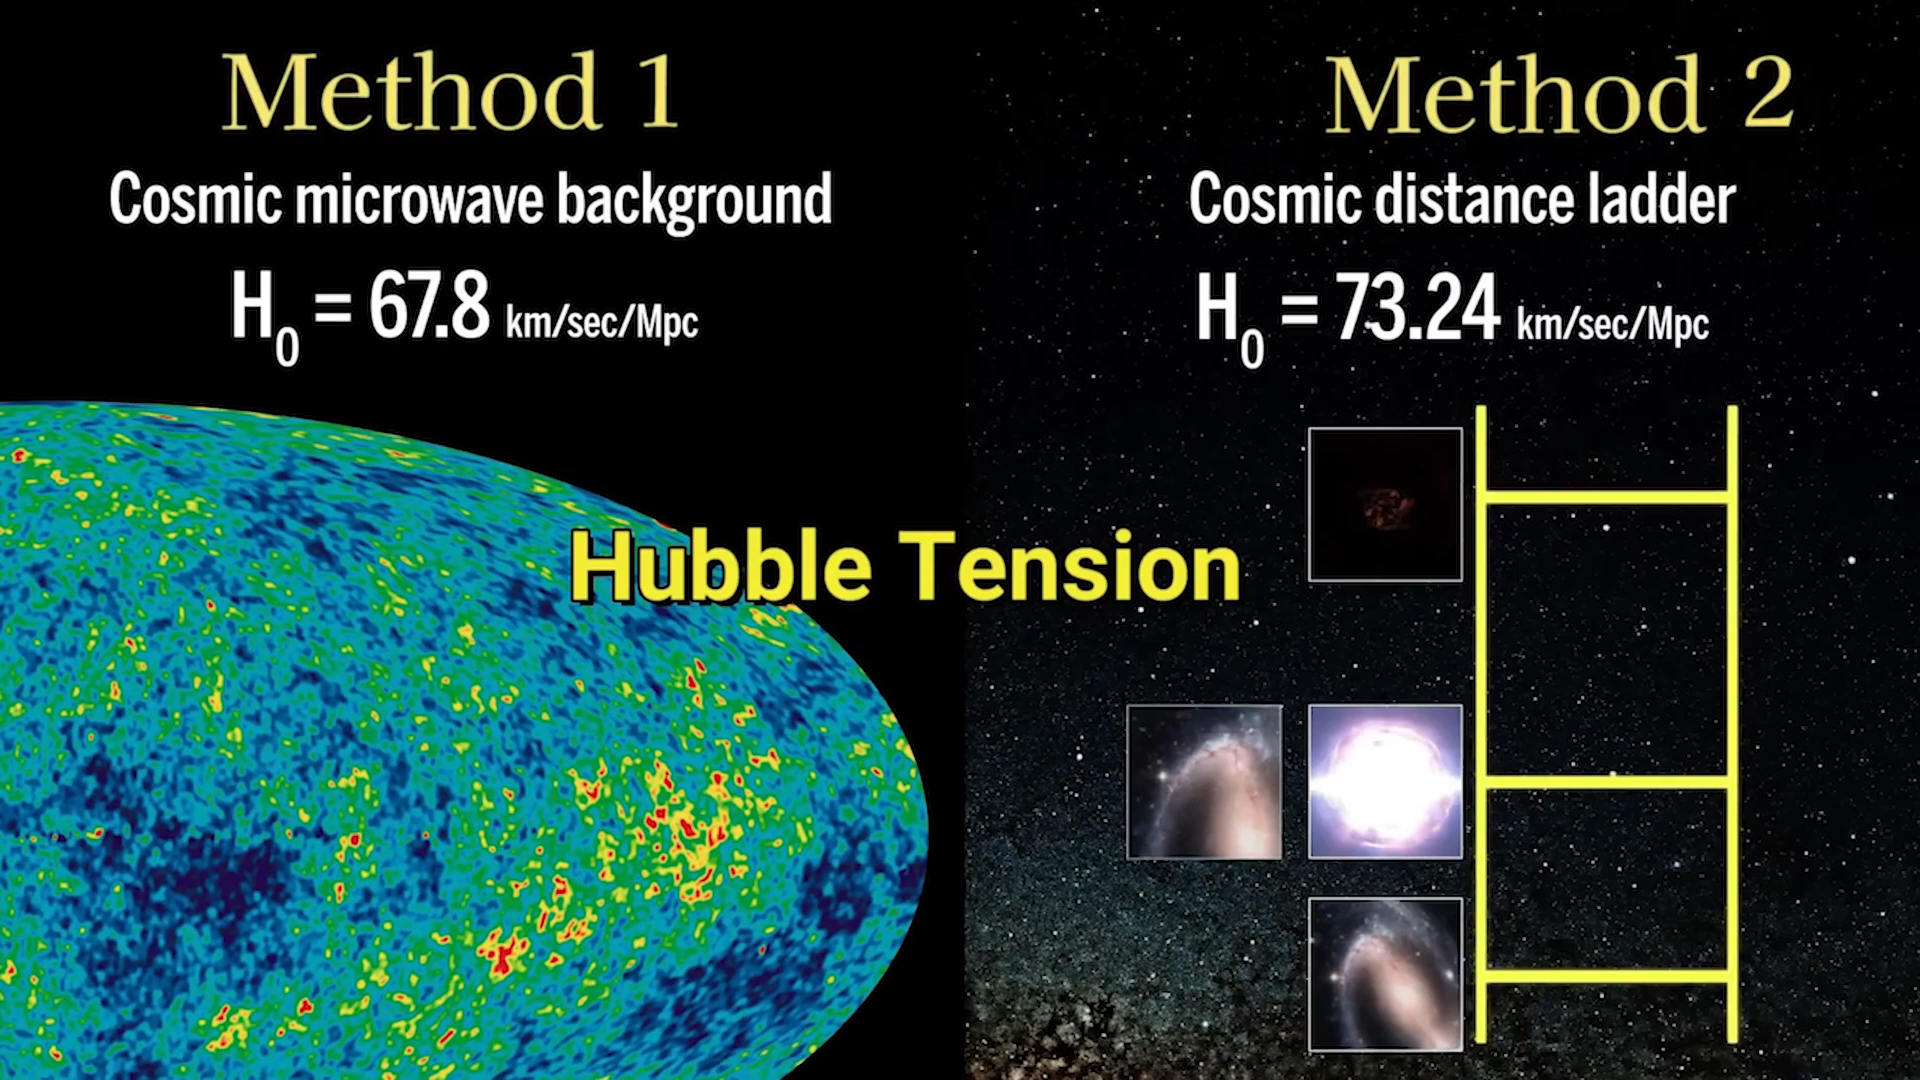 Method 1
Cosmic microwave background
H0 = 67.8 km/sec/Mpc
Method 2
Cosmic distance ladder
H0 = 73.24 km/sec/Mpc
Hubble Tension